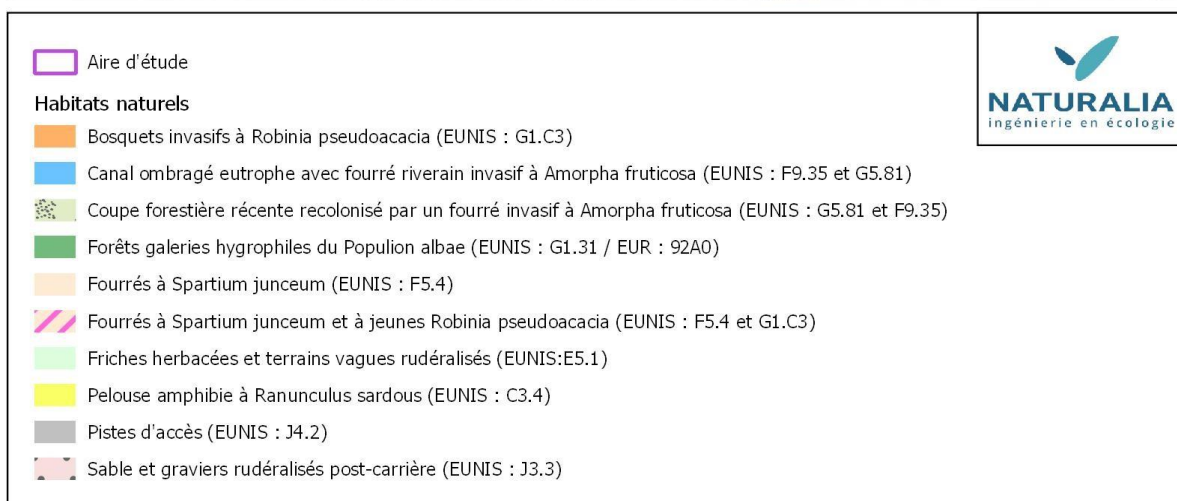 Aire d'étude
NATURALIA
ingénierie en écologie
Habitats naturels
Bosquets invasifs à Robinia pseudoacacia (EUNIS : G1.C3)
Canal ombragé eutrophe avec fourré riverain invasif à Amorpha fruticosa (EUNIS : F9.35 et G5.81)
Coupe forestière récente recolonisé par un fourré invasif à Amorpha fruticosa (EUNIS : G5.81 et F9.35)
Forêts galeries hygrophiles du Populion albae (EUNIS : G1.31 / EUR : 92A0)
Fourrés à Spartium junceum (EUNIS : F5.4)
Fourrés à Spartium junceum et à jeunes Robinia pseudoacacia (EUNIS : F5.4 et G1.C3)
Friches herbacées et terrains vagues rudéralisés (EUNIS:E5.1)
Pelouse amphibie à Ranunculus sardous (EUNIS : C3.4)
Pistes d'accès (EUNIS : J4.2)
Sable et graviers rudéralisés post-carrière (EUNIS : J3.3)